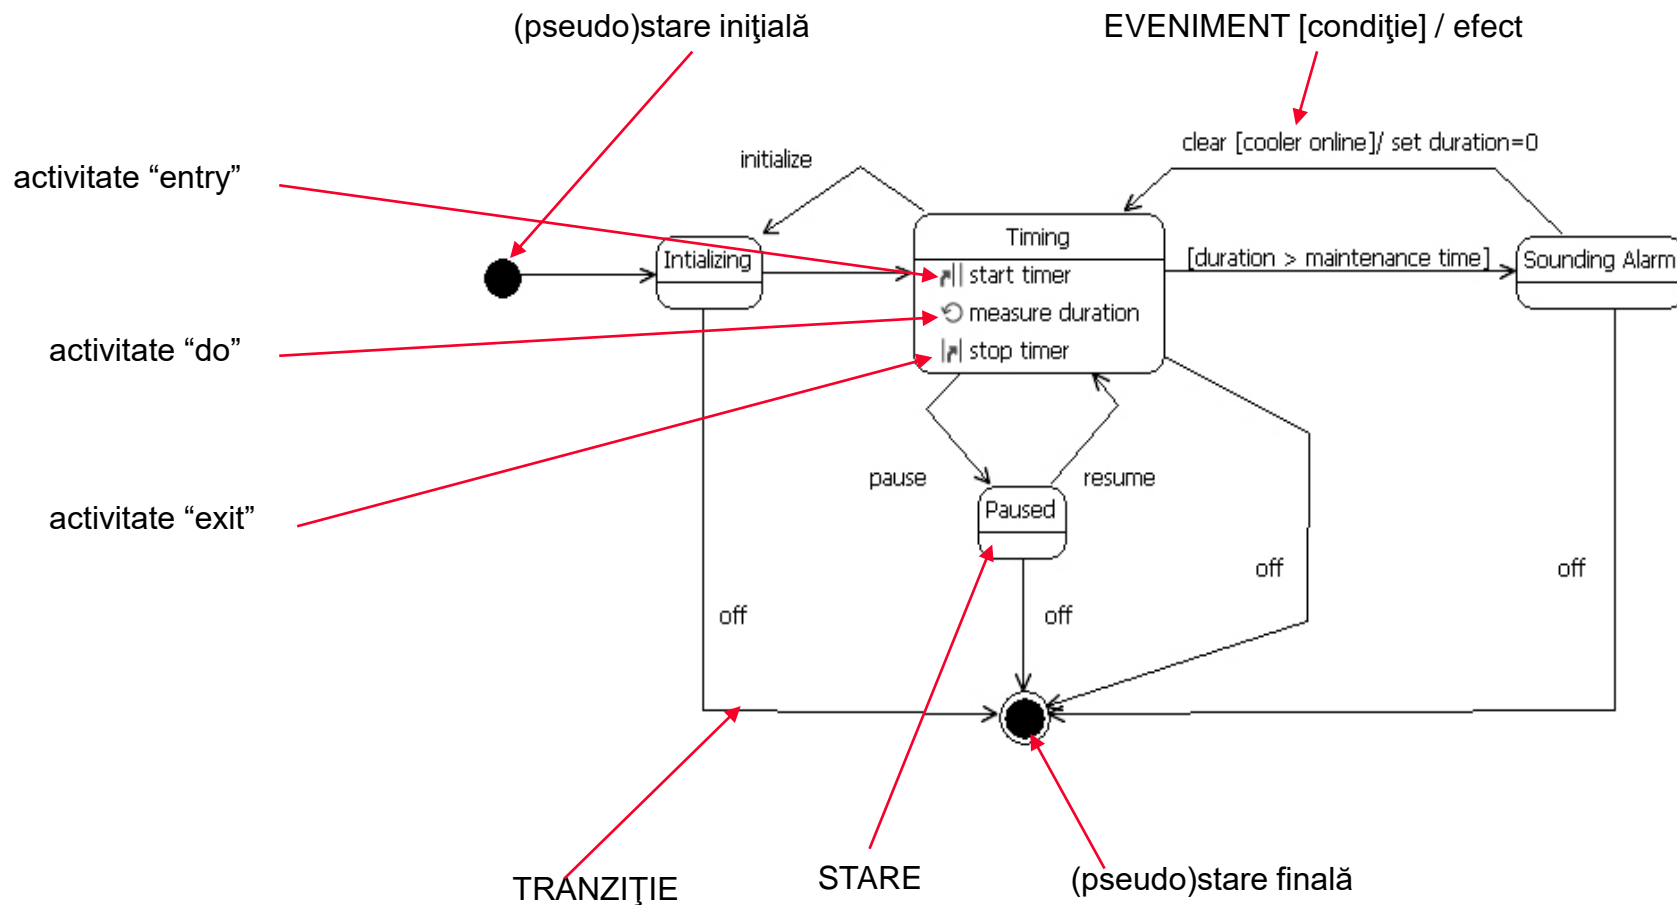 (pseudo)stare iniţială
EVENIMENT [condiţie] / efect
clear [cooler online]/ set duration=0
initialize
activitate “entry”
Timing
Intializing
[duration > maintenance time]
Sounding Alarm
start timer
measure duration
activitate “do”
stop timer
pause
resume
Paused
activitate “exit”
off
off
off
off
TRANZIŢIE
STARE
(pseudo)stare finală